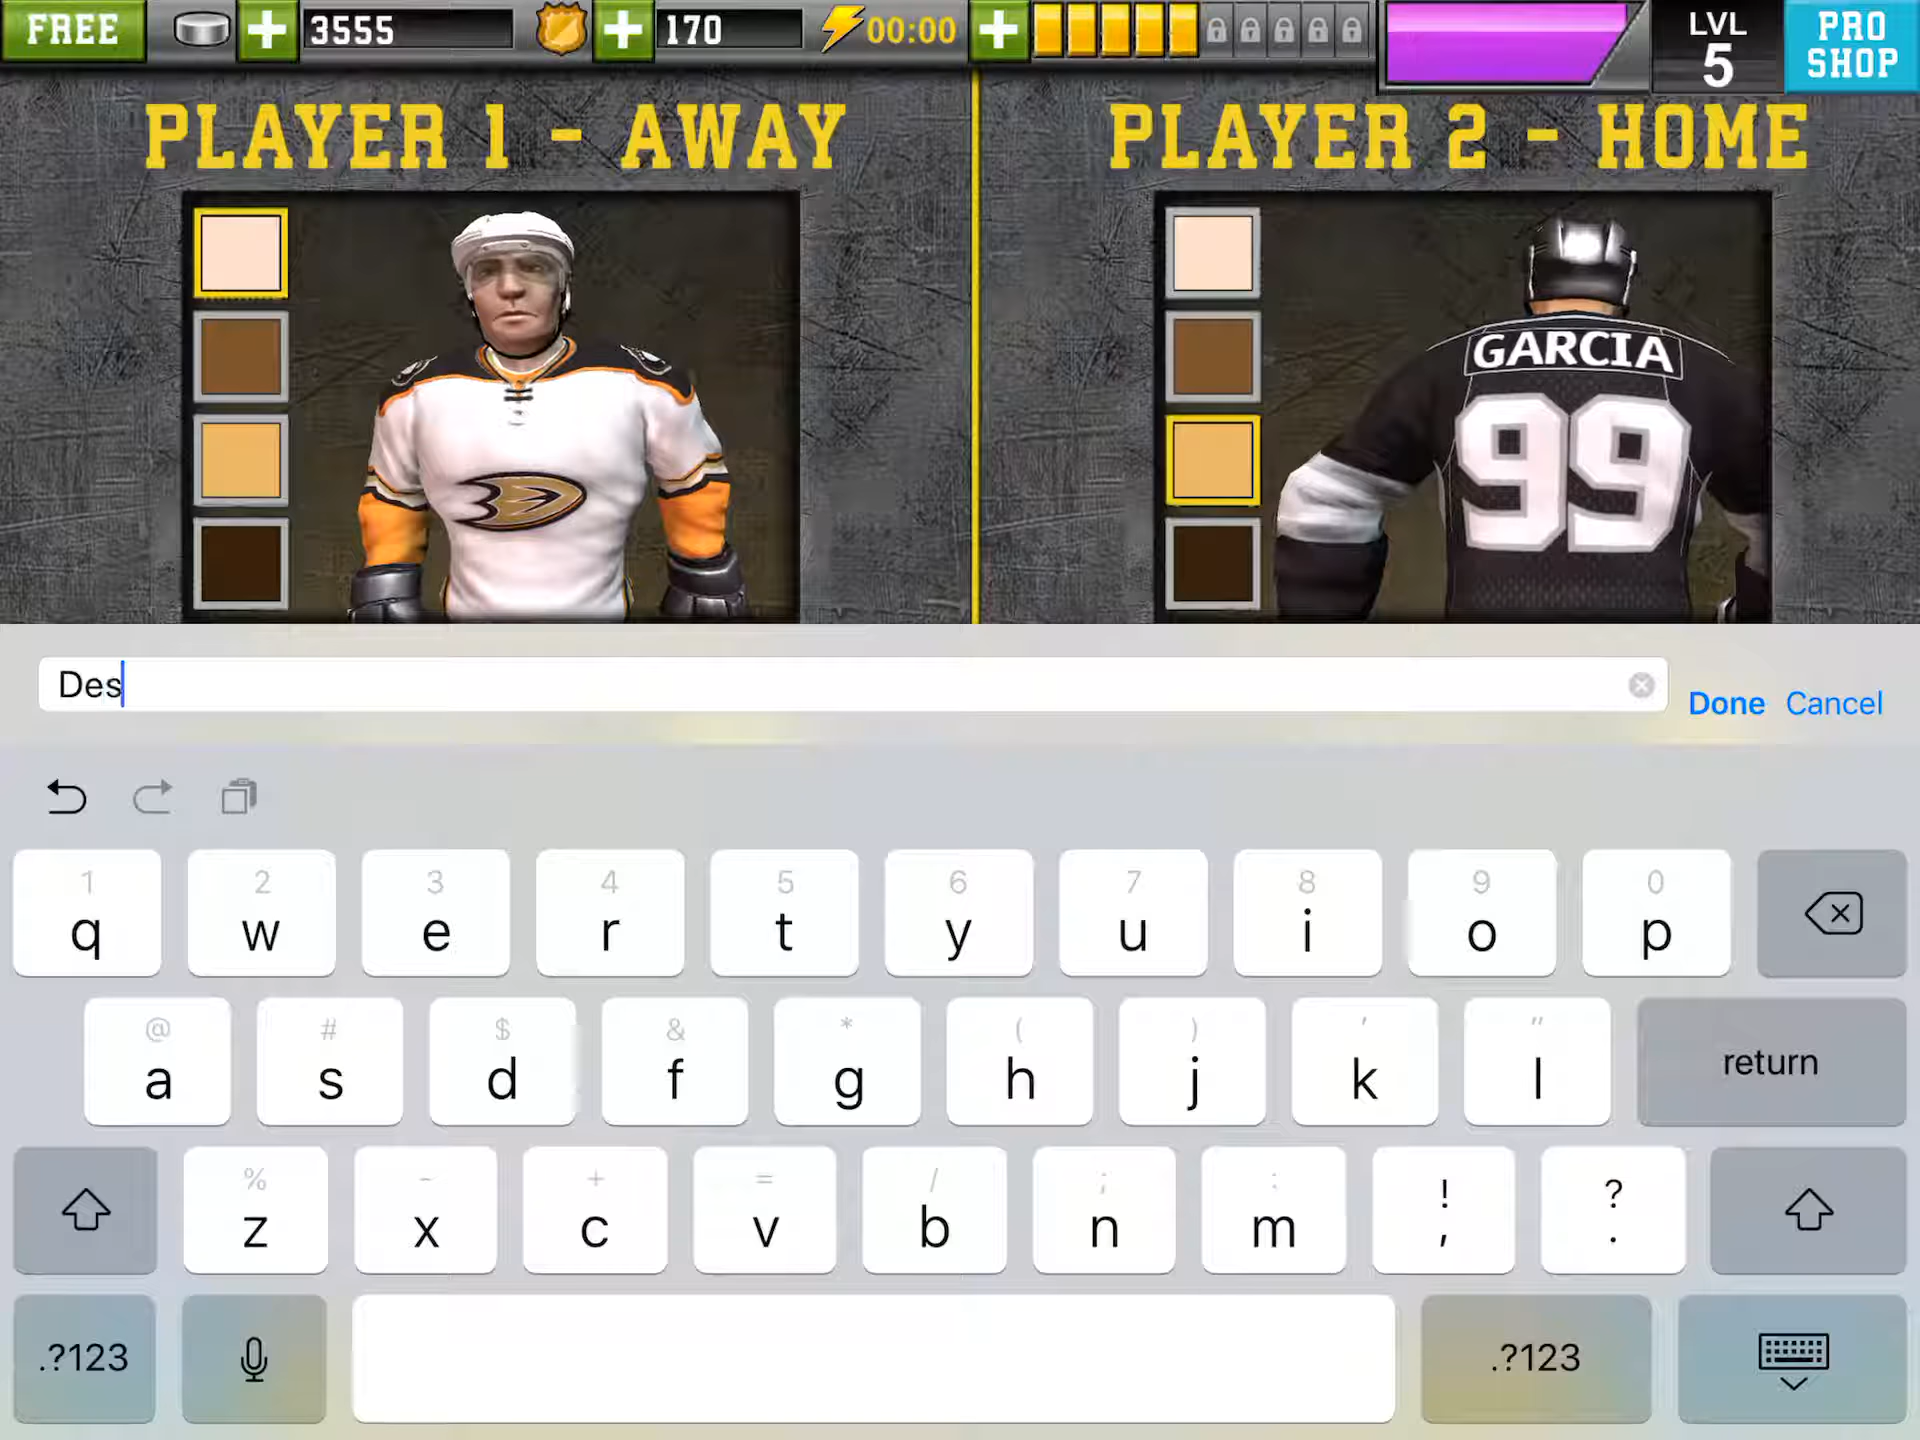 FREE 3555 170 00:00 LVL 5 PRO SHOP
PLAYER 1 - AWAY
PLAYER 2 - HOME
GARCIA
99
Des
Done Cancel
1 2 3 4 5 6 7 8 9 0
q w e r t y u i o p
@ # $ & * ( ) ' "
a s d f g h j k l return
% - + = / ; : ! ?
z x c v b n m , .
.?123 .?123